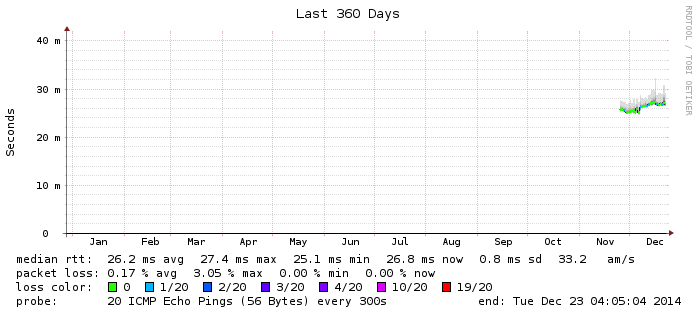 Last 360 Days
RRDTOOL / TOBI OETIKER
Seconds
40 m
30 m
20 m
10 m
0
Jan Feb Mar Apr May Jun Jul Aug Sep Oct Nov Dec
median rtt: 26.2 ms avg 27.4 ms max 25.1 ms min 26.8 ms now 0.8 ms sd 33.2 am/s
packet loss: 0.17 % avg 3.05 % max 0.00 % min 0.00 % now
loss color: 0 1/20 2/20 3/20 4/20 10/20 19/20
probe: 20 ICMP Echo Pings (56 Bytes) every 300s end: Tue Dec 23 04:05:04 2014